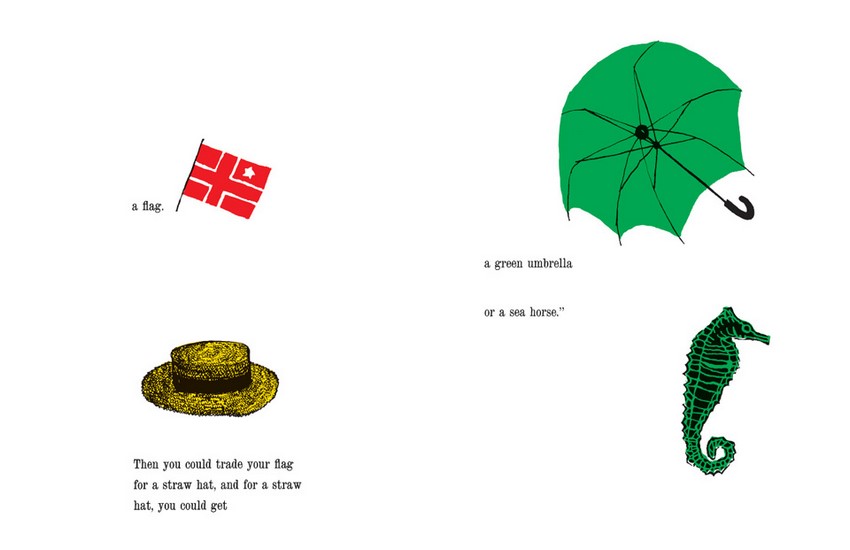 a flag.
Then you could trade your flag
for a straw hat, and for a straw
hat, you could get
a green umbrella
or a sea horse.”